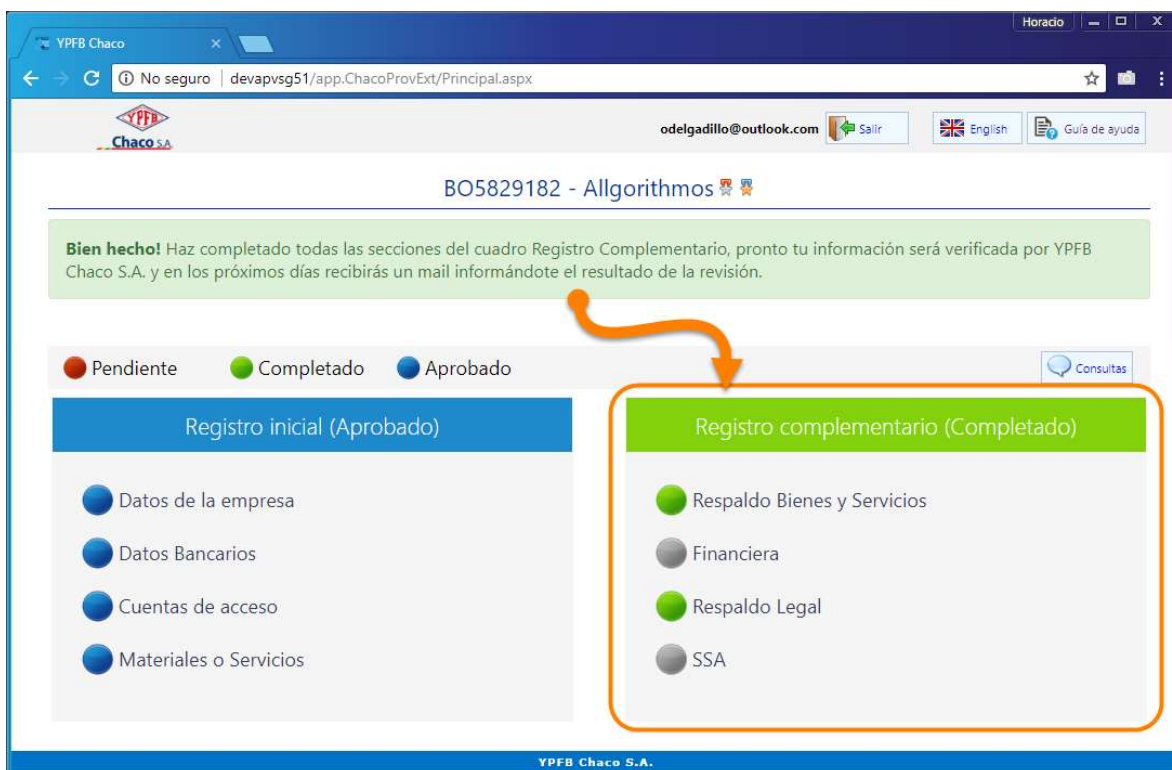 Horacio
YPFB Chaco
No seguro | devapvsg51/app.ChacoProvExt/Principal.aspx
YPFB
Chaco S.A.
odelgadillo@outlook.com Salir English Guía de ayuda
BO5829182 - Allgorithmos
Bien hecho! Haz completado todas las secciones del cuadro Registro Complementario, pronto tu información será verificada por YPFB
Chaco S.A. y en los próximos días recibirás un mail informándote el resultado de la revisión.
Pendiente Completado Aprobado Consultas
Registro inicial (Aprobado)
Datos de la empresa
Datos Bancarios
Cuentas de acceso
Materiales o Servicios
Registro complementario (Completado)
Respaldo Bienes y Servicios
Financiera
Respaldo Legal
SSA
YPFB Chaco S.A.